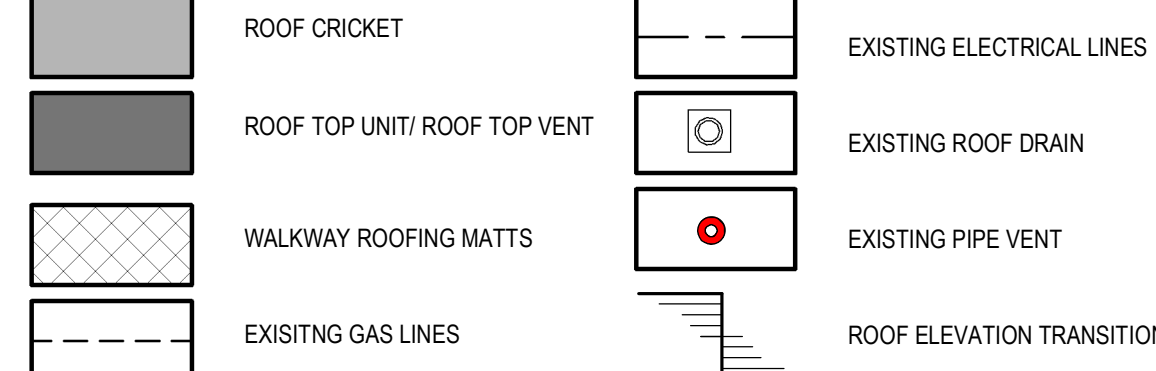 ROOF CRICKET
ROOF TOP UNIT/ ROOF TOP VENT
WALKWAY ROOFING MATTS
EXISITNG GAS LINES
EXISTING ELECTRICAL LINES
EXISTING ROOF DRAIN
EXISTING PIPE VENT
ROOF ELEVATION TRANSITION